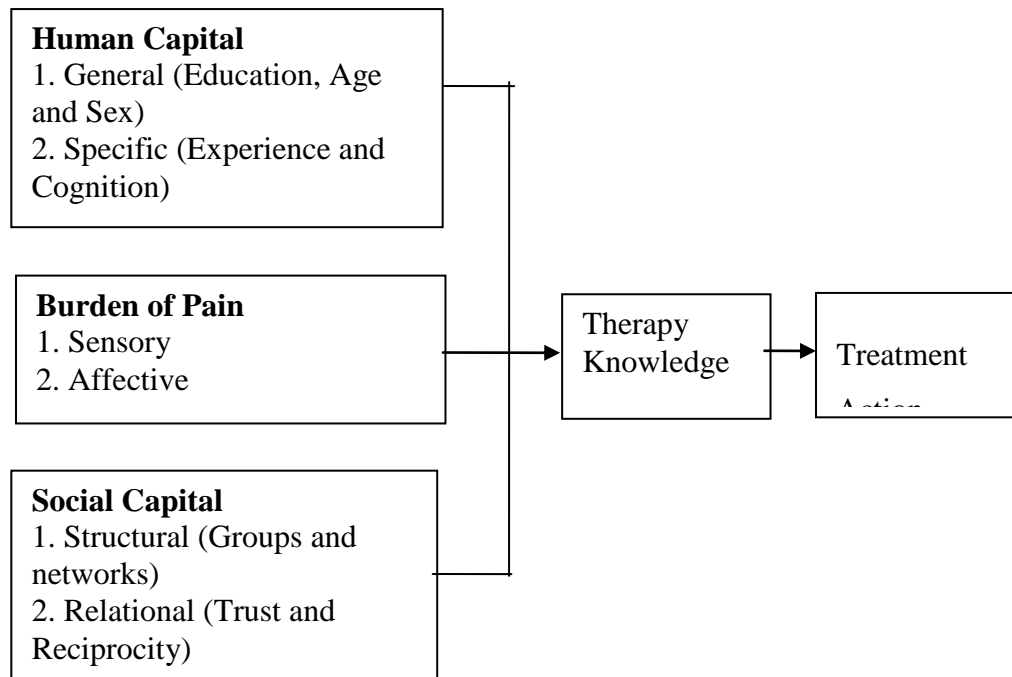 Human Capital
1. General (Education, Age
and Sex)
2. Specific (Experience and
Cognition)
Burden of Pain
1. Sensory
2. Affective
Therapy
Knowledge
Treatment
Action
Social Capital
1. Structural (Groups and
networks)
2. Relational (Trust and
Reciprocity)